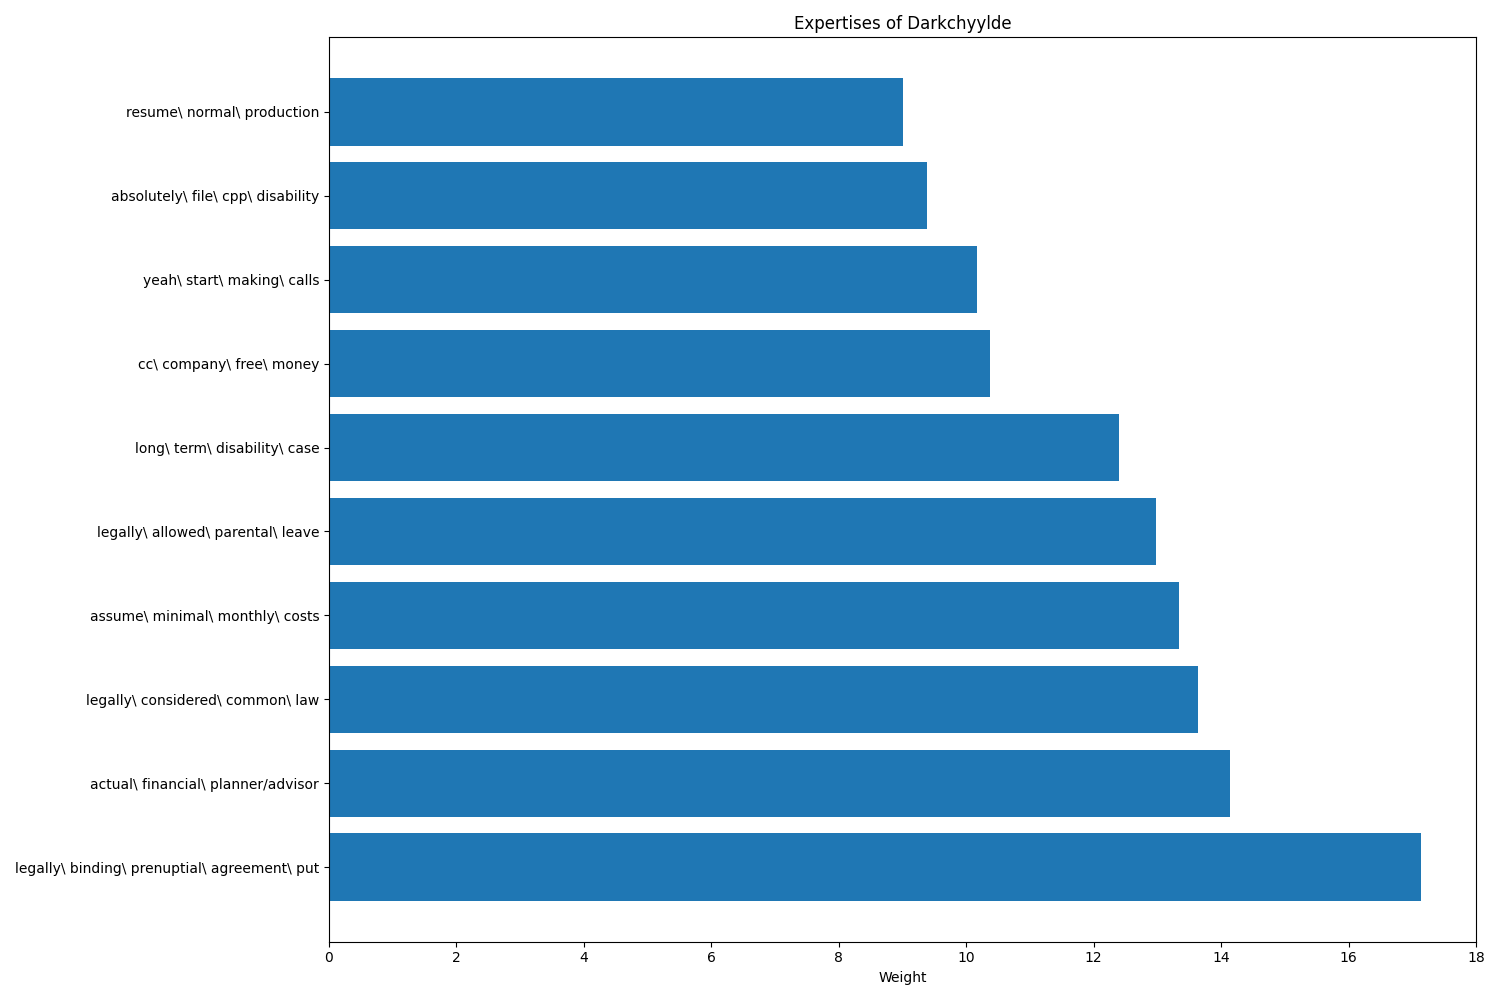 Expertises of Darkchyylde
resume\ normal\ production
absolutely\ file\ cpp\ disability
yeah\ start\ making\ calls
cc\ company\ free\ money
long\ term\ disability\ case
legally\ allowed\ parental\ leave
assume\ minimal\ monthly\ costs
legally\ considered\ common\ law
actual\ financial\ planner/advisor
legally\ binding\ prenuptial\ agreement\ put
0 2 4 6 8 10 12 14 16 18
Weight